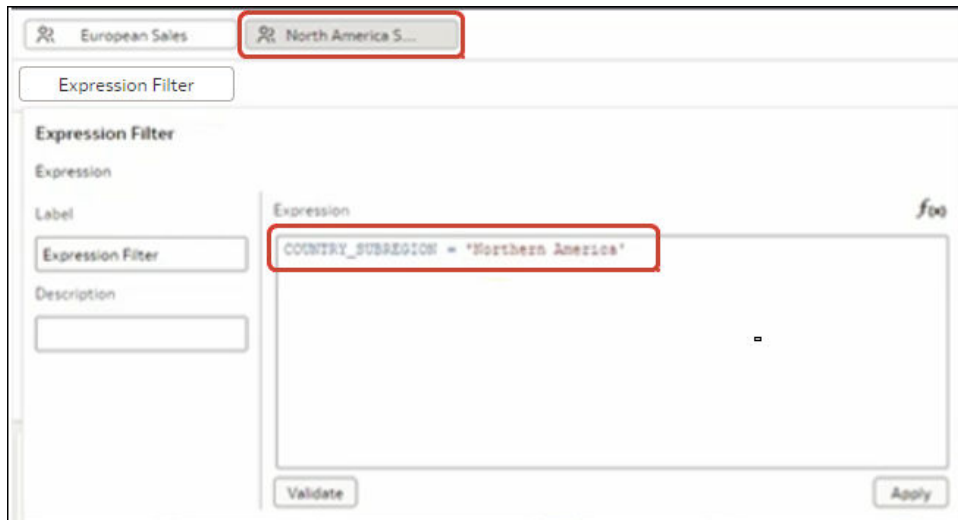 European Sales
North America S...
Expression Filter
Expression Filter
Expression
Label
Expression
f(x)
Expression Filter
COUNTRY_SUBREGION = 'Northern America'
Description
Validate
Apply